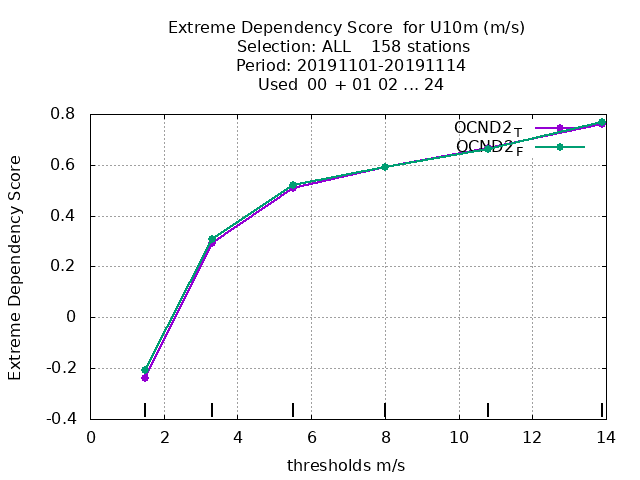 Extreme Dependency Score  for U10m (m/s)
Selection: ALL    158 stations
Period: 20191101-20191114
Used  00 + 01 02 ... 24
Extreme Dependency Score
0.8
0.6
0.4
0.2
0
-0.2
-0.4
OCND2T
OCND2F
0 2 4 6 8 10 12 14
thresholds m/s